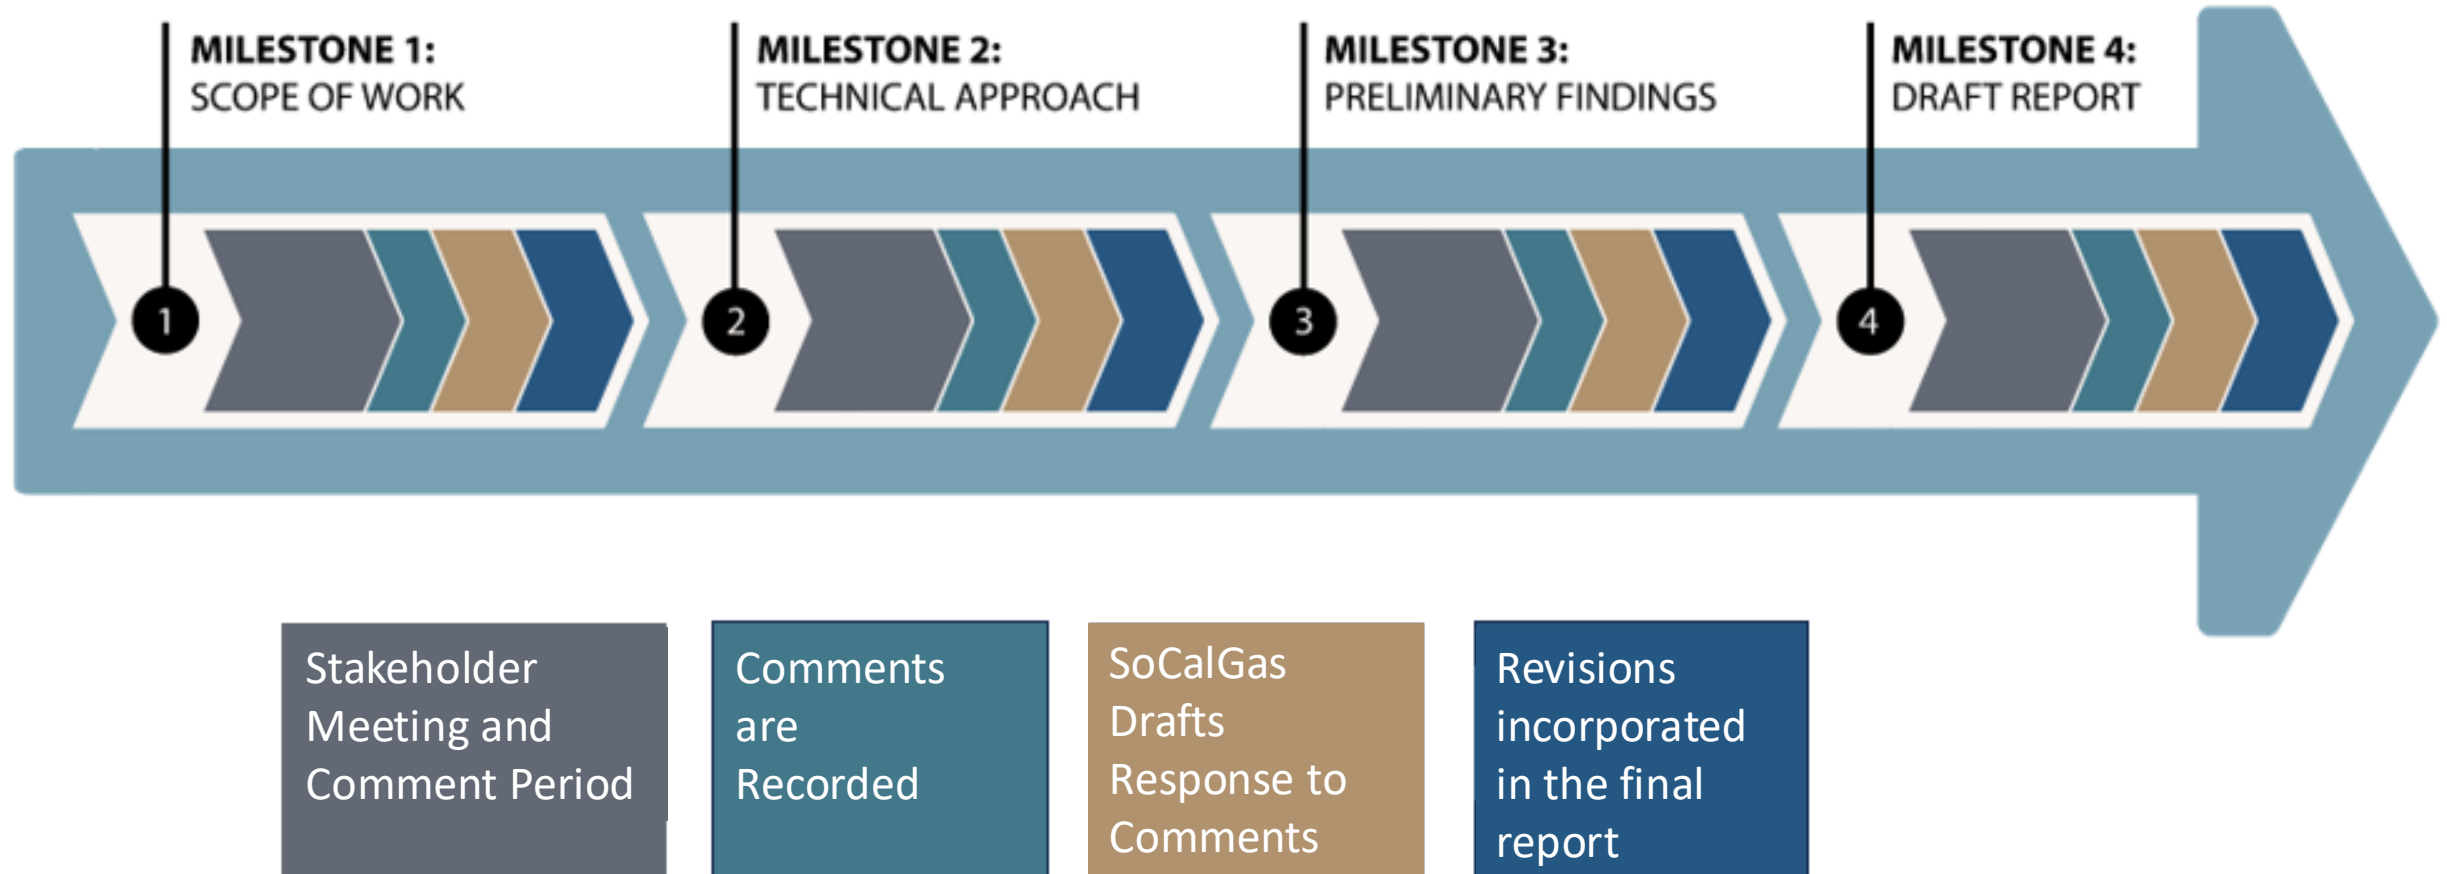 MILESTONE 1:
SCOPE OF WORK
MILESTONE 2:
TECHNICAL APPROACH
MILESTONE 3:
PRELIMINARY FINDINGS
MILESTONE 4:
DRAFT REPORT
1
2
3
4
Stakeholder
Meeting and
Comment Period
Comments
are
Recorded
SoCalGas
Drafts
Response to
Comments
Revisions
incorporated
in the final
report